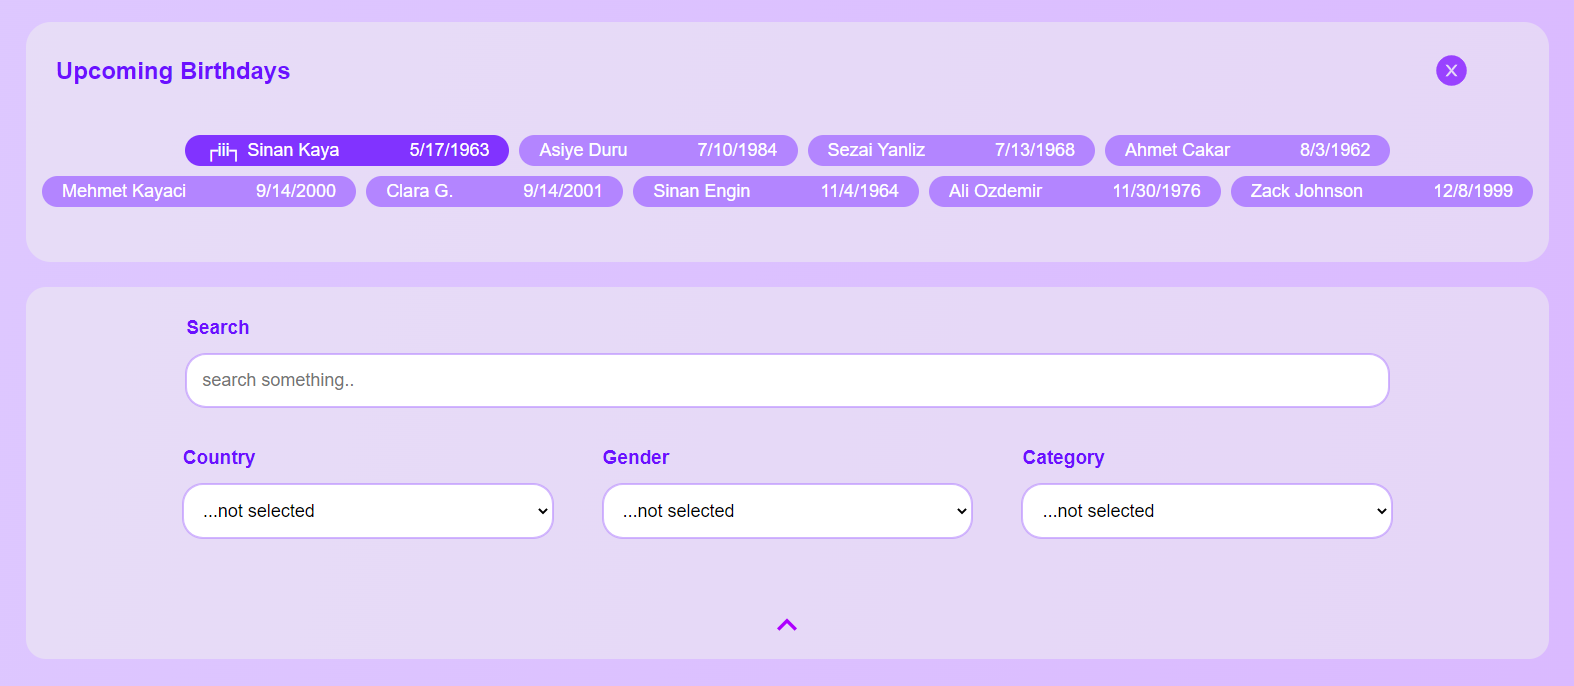 Upcoming Birthdays X
┌iii┐ Sinan Kaya 5/17/1963 Asiye Duru 7/10/1984 Sezai Yanliz 7/13/1968 Ahmet Cakar 8/3/1962
Mehmet Kayaci 9/14/2000 Clara G. 9/14/2001 Sinan Engin 11/4/1964 Ali Ozdemir 11/30/1976 Zack Johnson 12/8/1999
Search
search something..
Country Gender Category
...not selected ...not selected ...not selected